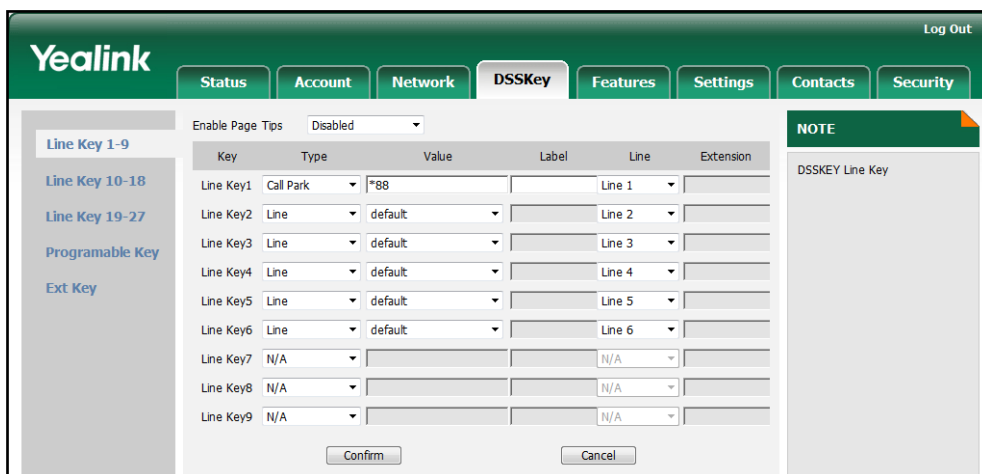 Log Out
Yealink
Status Account Network DSSKey Features Settings Contacts Security
Line Key 1-9
Line Key 10-18
Line Key 19-27
Programable Key
Ext Key
Enable Page Tips Disabled
Key Type Value Label Line Extension
Line Key1 Call Park *88 Line 1
Line Key2 Line default Line 2
Line Key3 Line default Line 3
Line Key4 Line default Line 4
Line Key5 Line default Line 5
Line Key6 Line default Line 6
Line Key7 N/A N/A
Line Key8 N/A N/A
Line Key9 N/A N/A
Confirm Cancel
NOTE
DSSKEY Line Key